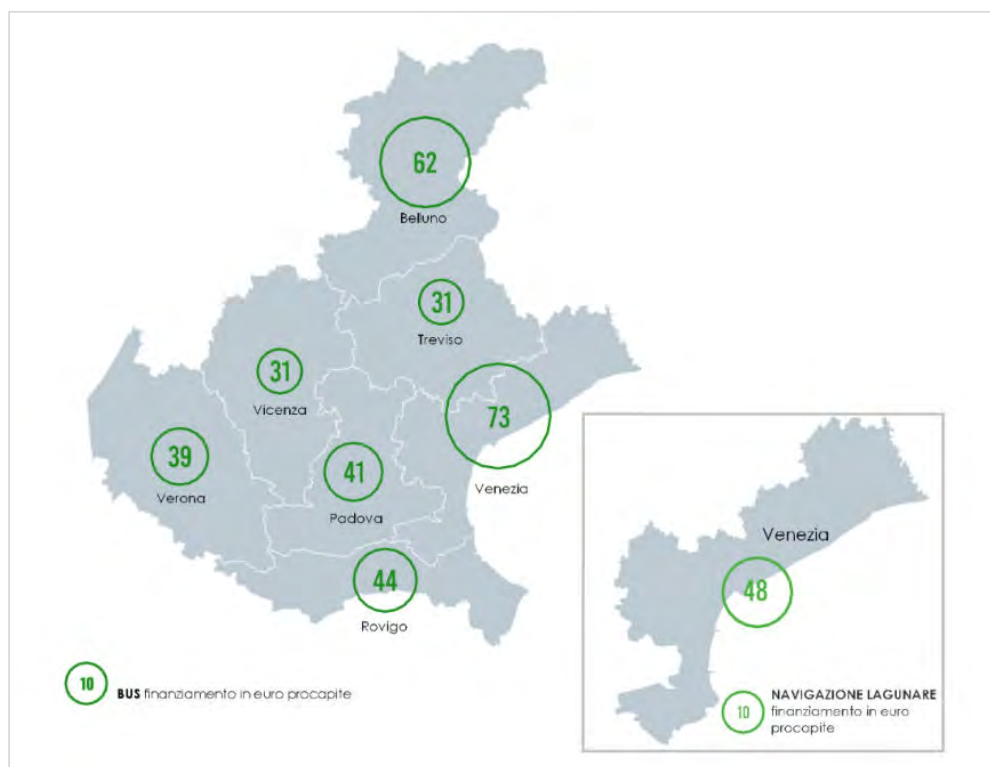 62
Belluno
31
Treviso
31
Vicenza
73
Venezia
39
Verona
41
Padova
44
Rovigo
10 BUS finanziamento in euro procapite
Venezia
48
10 NAVIGAZIONE LAGUNARE
finanziamento in euro
procapite